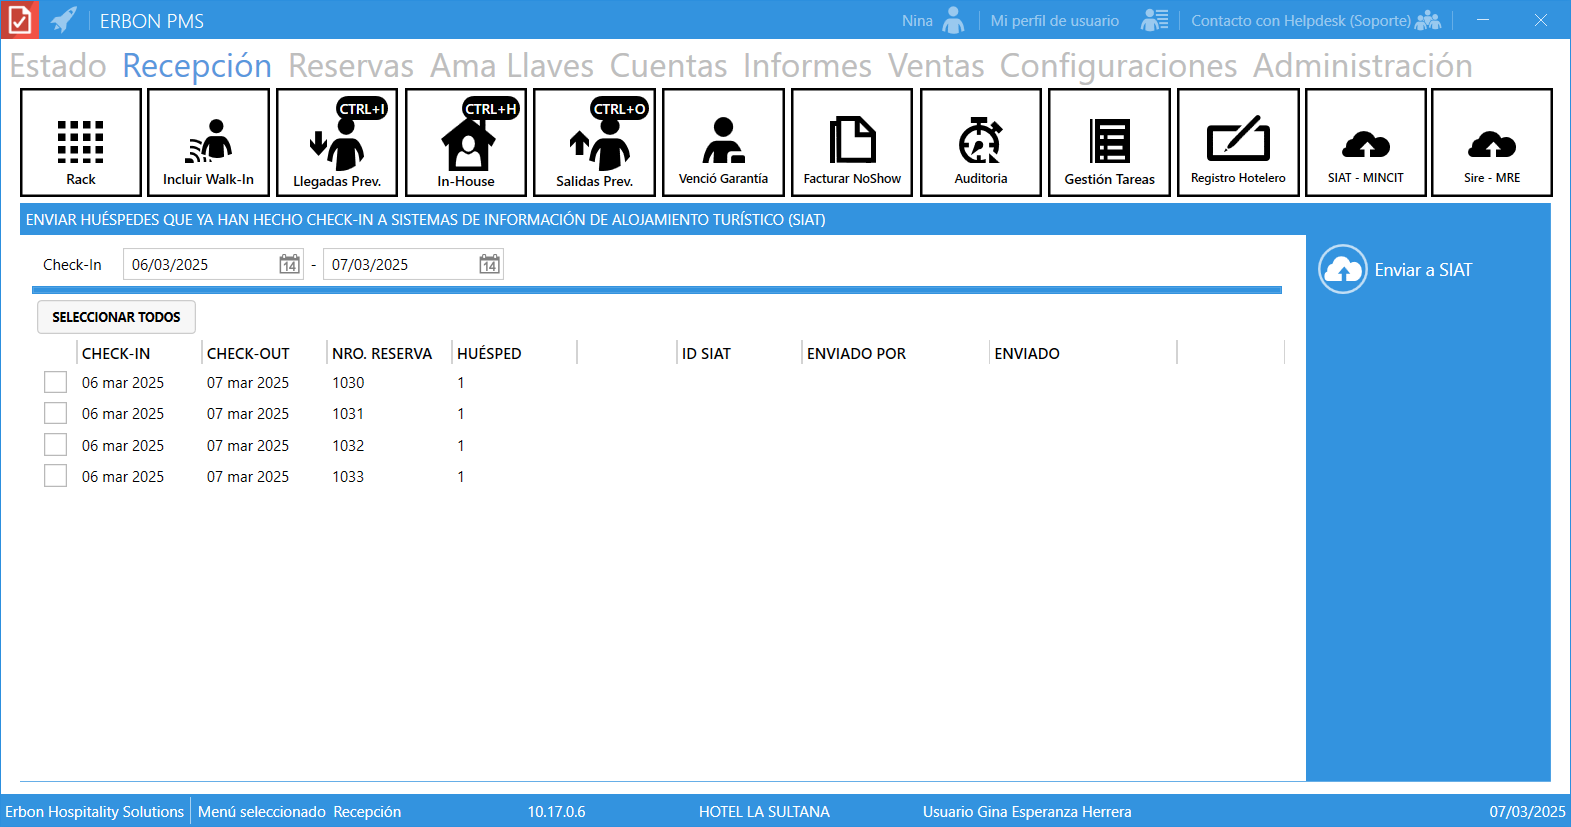 ERBON PMS Nina Mi perfil de usuario Contacto con Helpdesk (Soporte)
Estado Recepción Reservas Ama Llaves Cuentas Informes Ventas Configuraciones Administración
CTRL+I CTRL+H CTRL+O
Rack Incluir Walk-In Llegadas Prev. In-House Salidas Prev. Venció Garantía Facturar NoShow Auditoria Gestión Tareas Registro Hotelero SIAT - MINCIT Sire - MRE
ENVIAR HUÉSPEDES QUE YA HAN HECHO CHECK-IN A SISTEMAS DE INFORMACIÓN DE ALOJAMIENTO TURÍSTICO (SIAT)
Check-In 06/03/2025 14 - 07/03/2025 14 Enviar a SIAT
SELECCIONAR TODOS
CHECK-IN CHECK-OUT NRO. RESERVA HUÉSPED ID SIAT ENVIADO POR ENVIADO
06 mar 2025 07 mar 2025 1030 1
06 mar 2025 07 mar 2025 1031 1
06 mar 2025 07 mar 2025 1032 1
06 mar 2025 07 mar 2025 1033 1
Erbon Hospitality Solutions Menú seleccionado Recepción 10.17.0.6 HOTEL LA SULTANA Usuario Gina Esperanza Herrera 07/03/2025